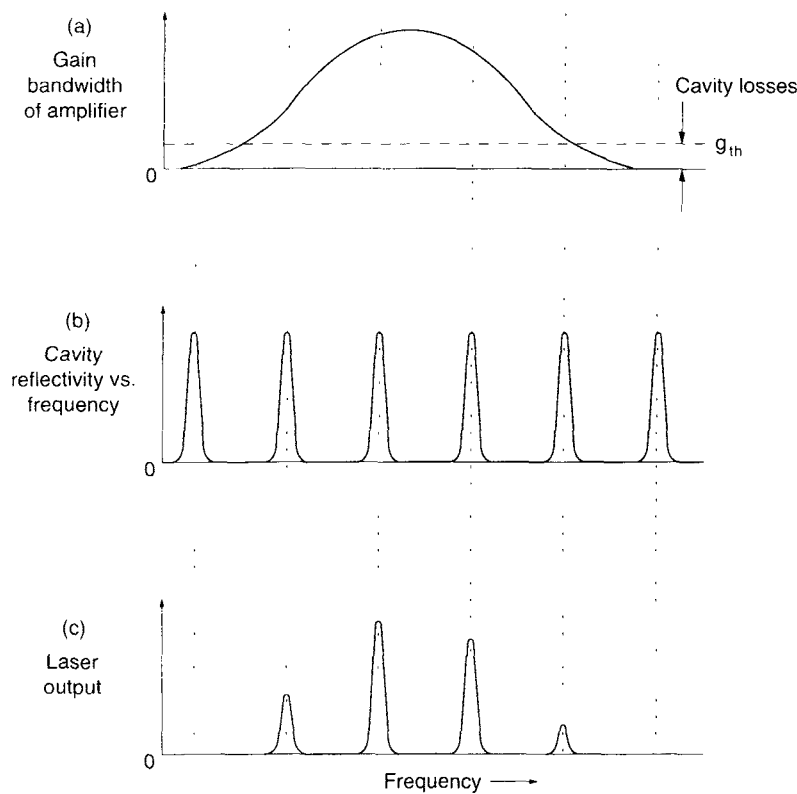 (a)
Gain
bandwidth
of amplifier
Cavity losses
g_th
0
(b)
Cavity
reflectivity vs.
frequency
0
(c)
Laser
output
0
Frequency